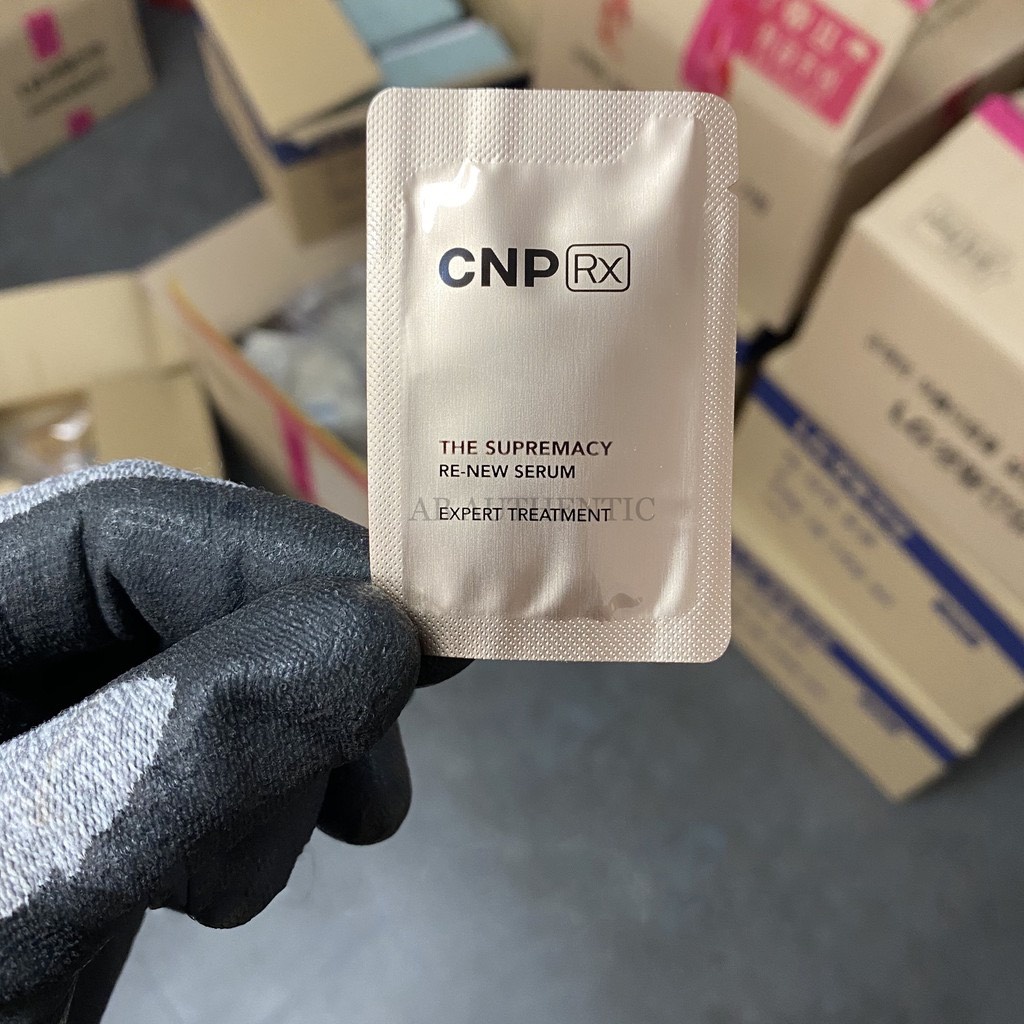 CNP Rx
THE SUPREMACY
RE-NEW SERUM
AB AUTHENTIC
EXPERT TREATMENT